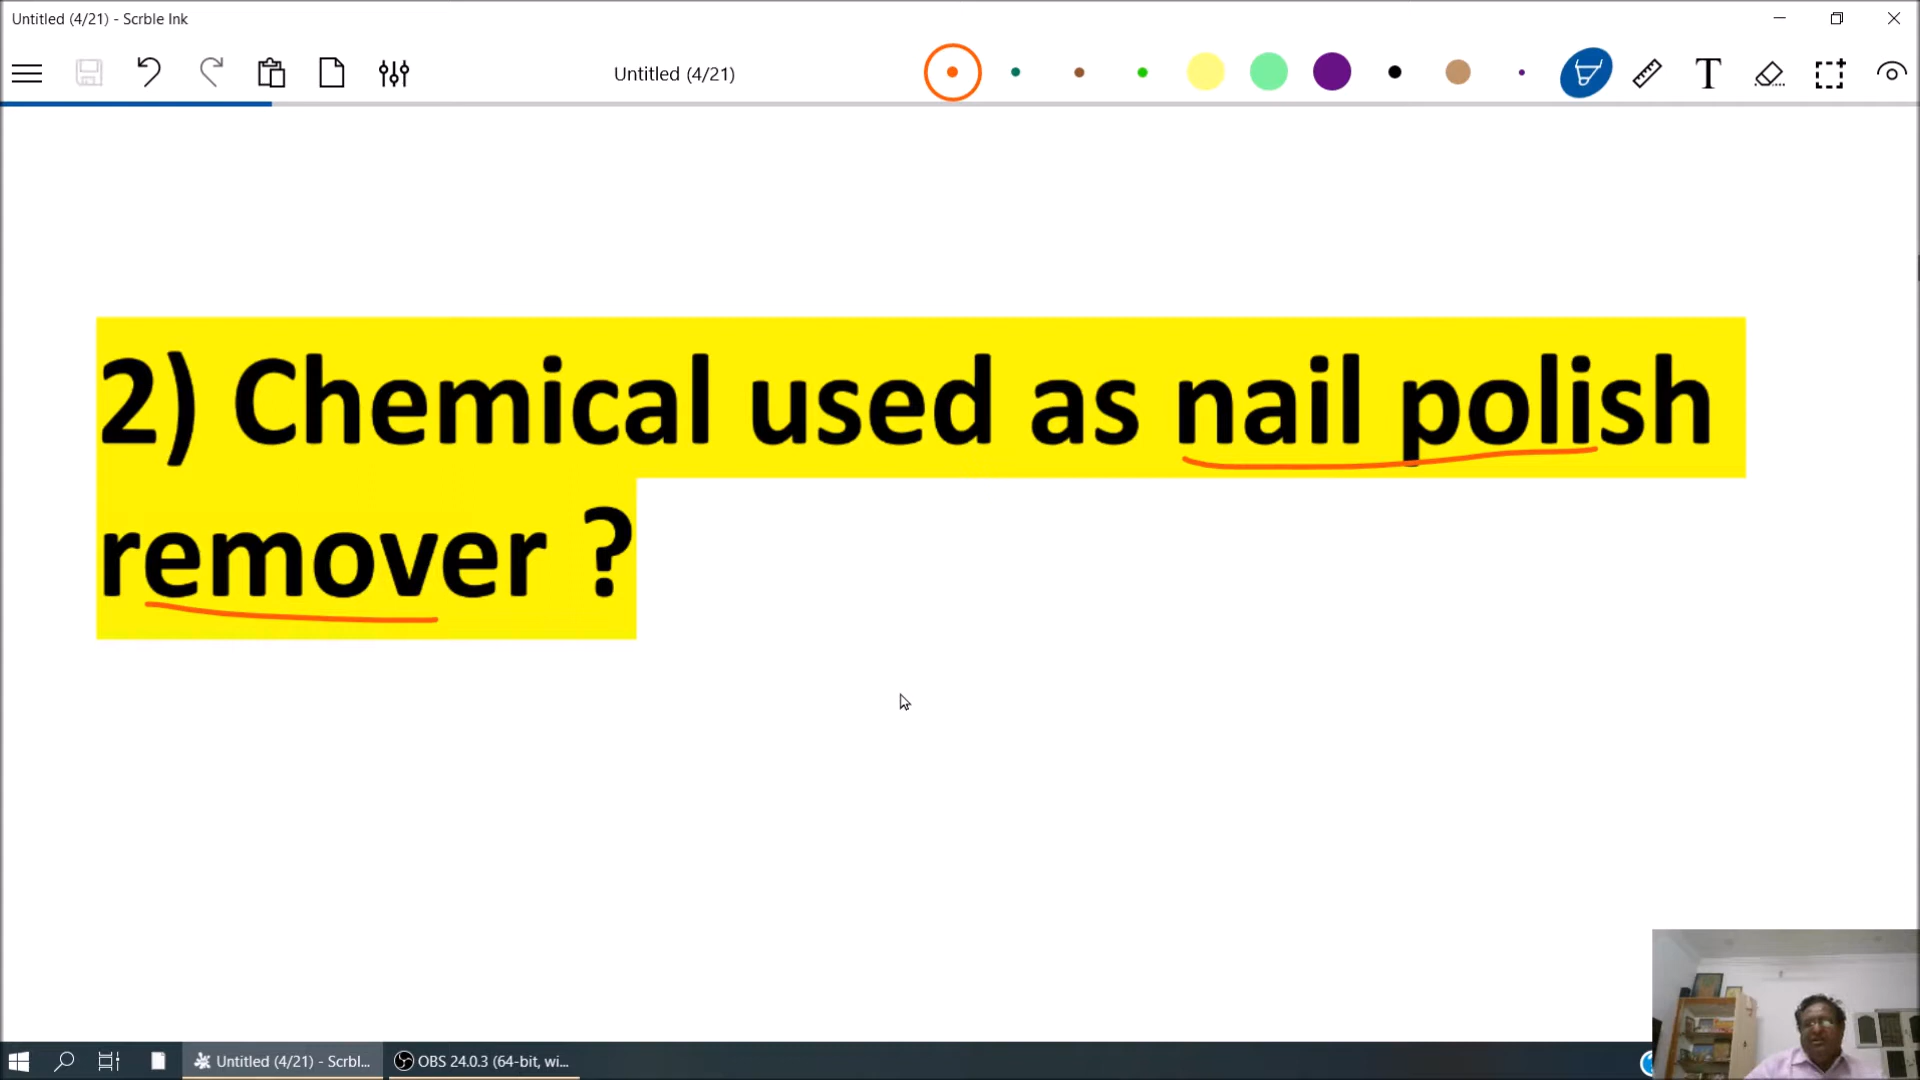 Untitled (4/21) - Scrble Ink
Untitled (4/21)
T
2) Chemical used as nail polish
remover ?
Untitled (4/21) - Scrbl...
OBS 24.0.3 (64-bit, wi...